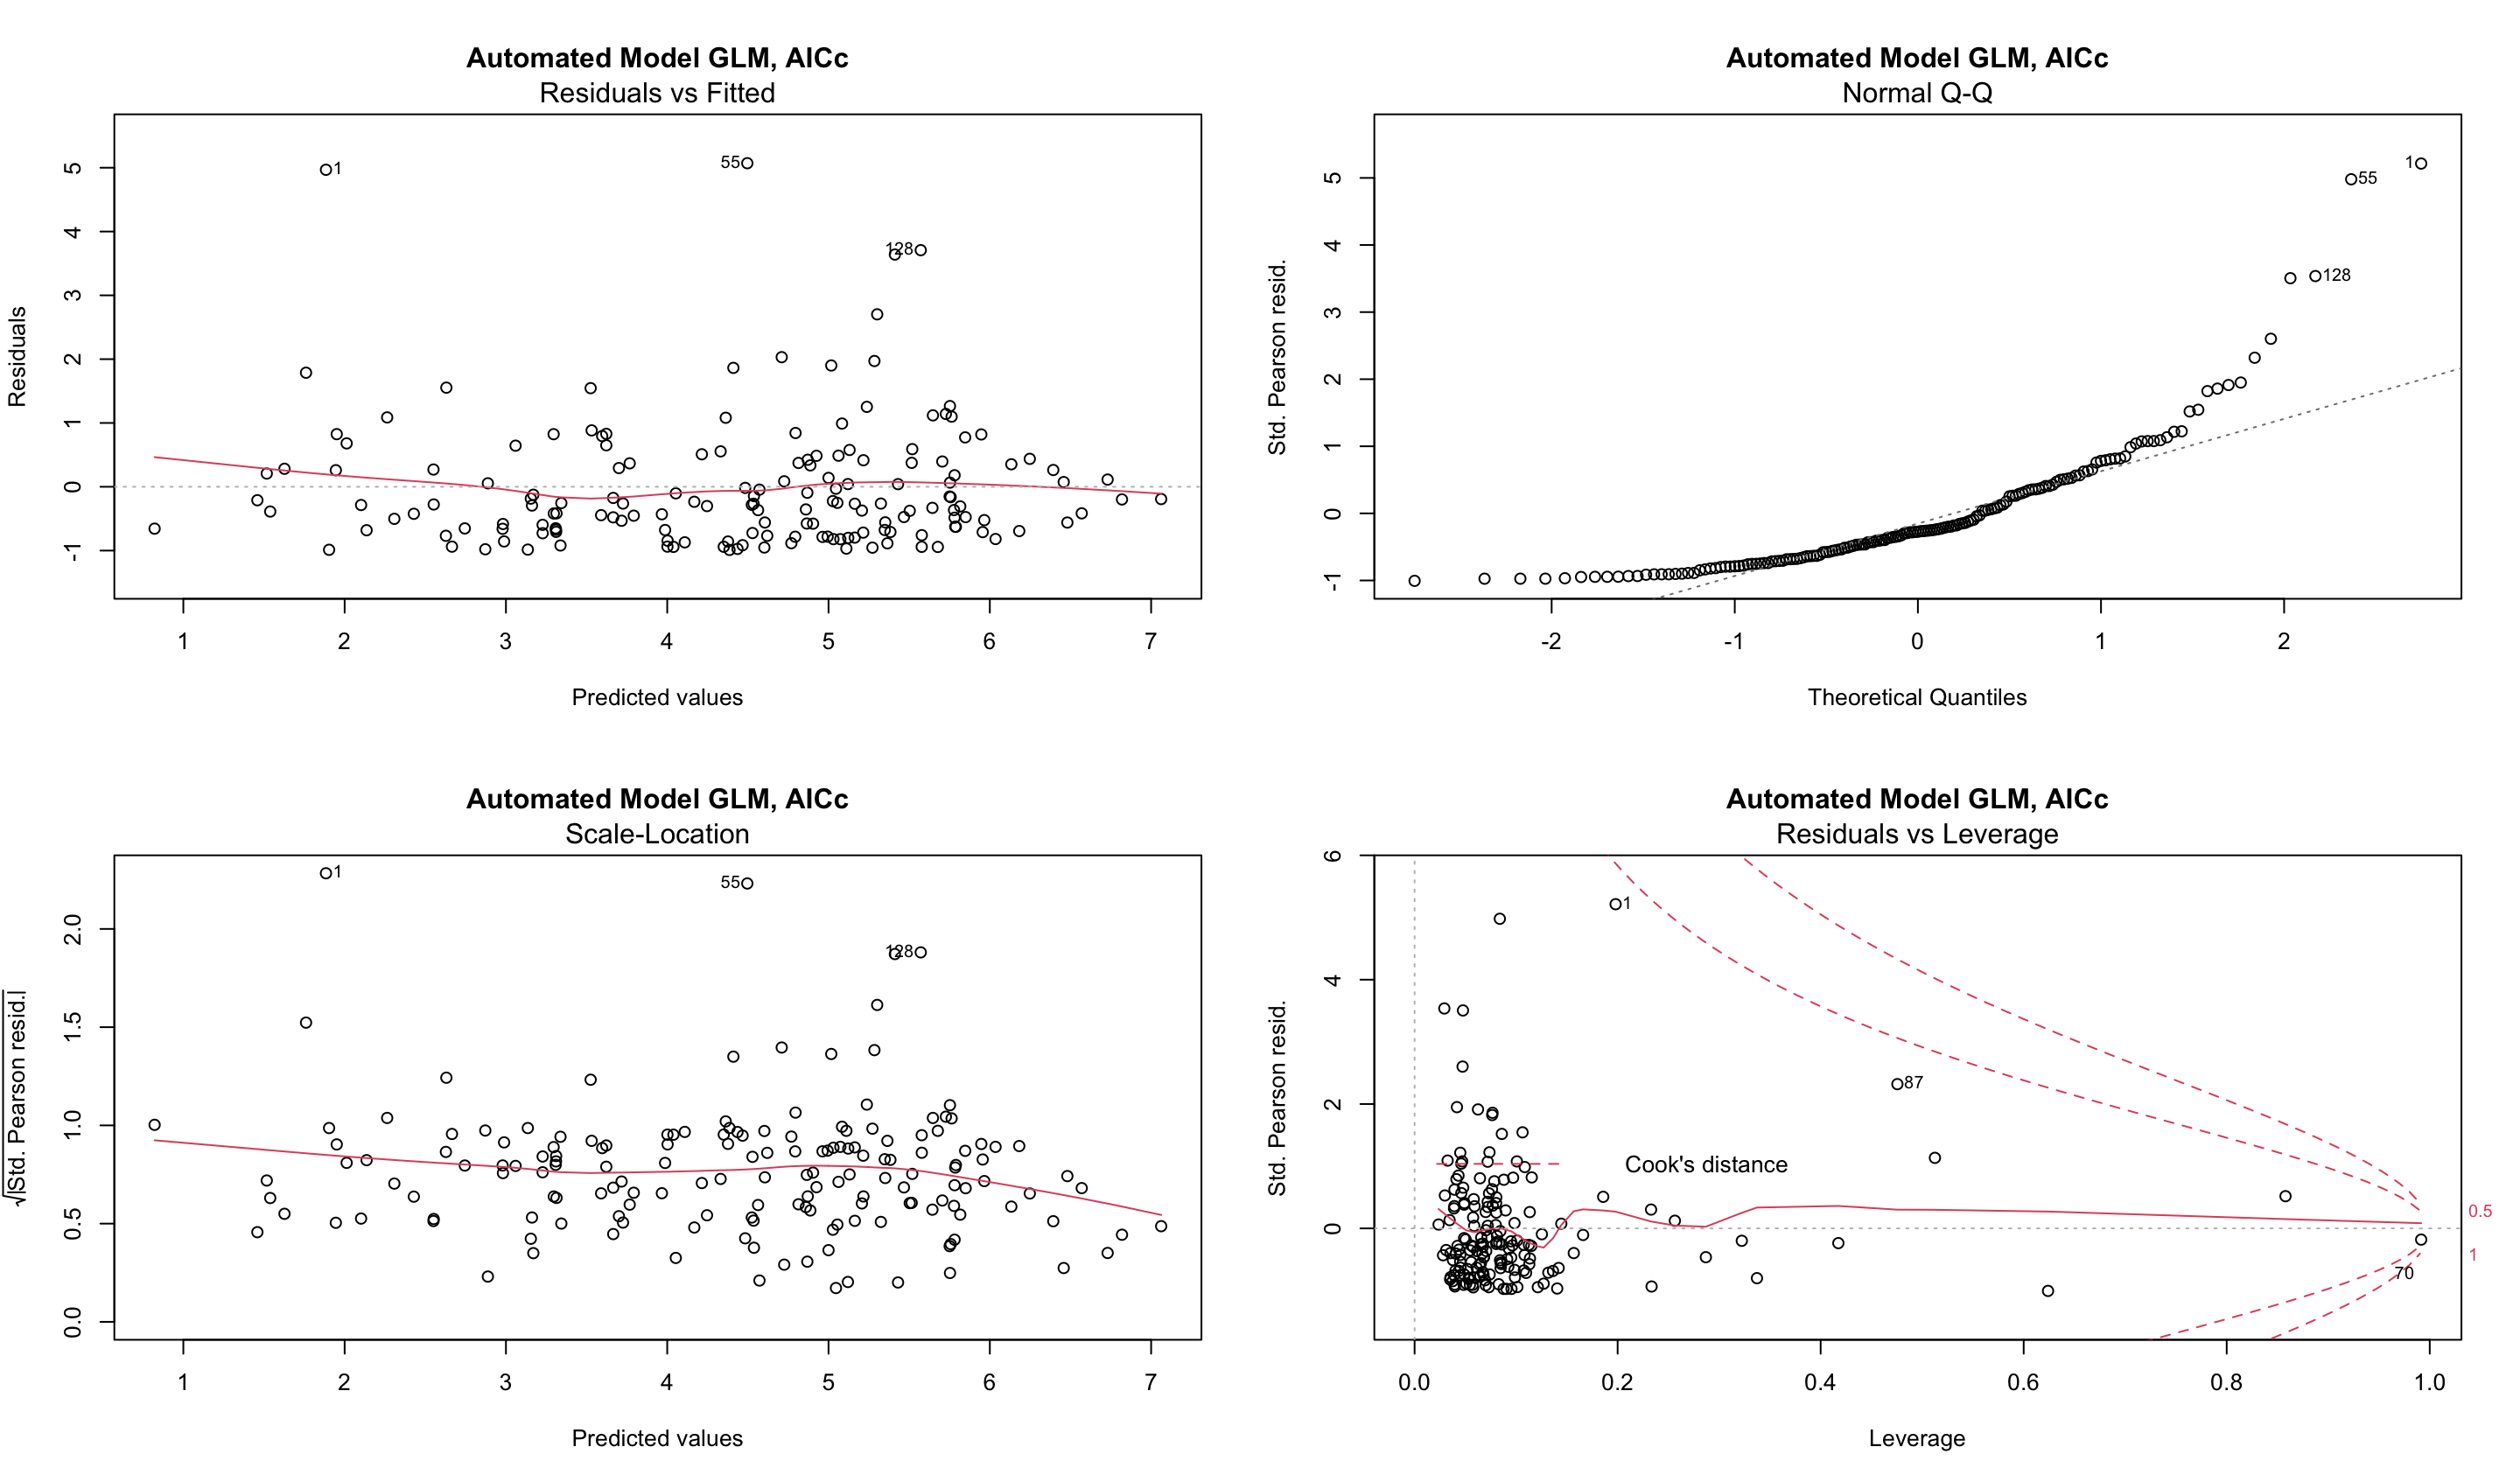 Automated Model GLM, AICc
Residuals vs Fitted
Residuals
5
4
3
2
1
0
-1
1
55
128
1 2 3 4 5 6 7
Predicted values
Automated Model GLM, AICc
Normal Q-Q
Std. Pearson resid.
5
4
3
2
1
0
-1
1
55
128
-2 -1 0 1 2
Theoretical Quantiles
Automated Model GLM, AICc
Scale-Location
√|Std. Pearson resid.|
2.0
1.5
1.0
0.5
0.0
1
55
128
1 2 3 4 5 6 7
Predicted values
Automated Model GLM, AICc
Residuals vs Leverage
Std. Pearson resid.
6
4
2
0
1
87
Cook's distance
0.5
1
70
0.0 0.2 0.4 0.6 0.8 1.0
Leverage